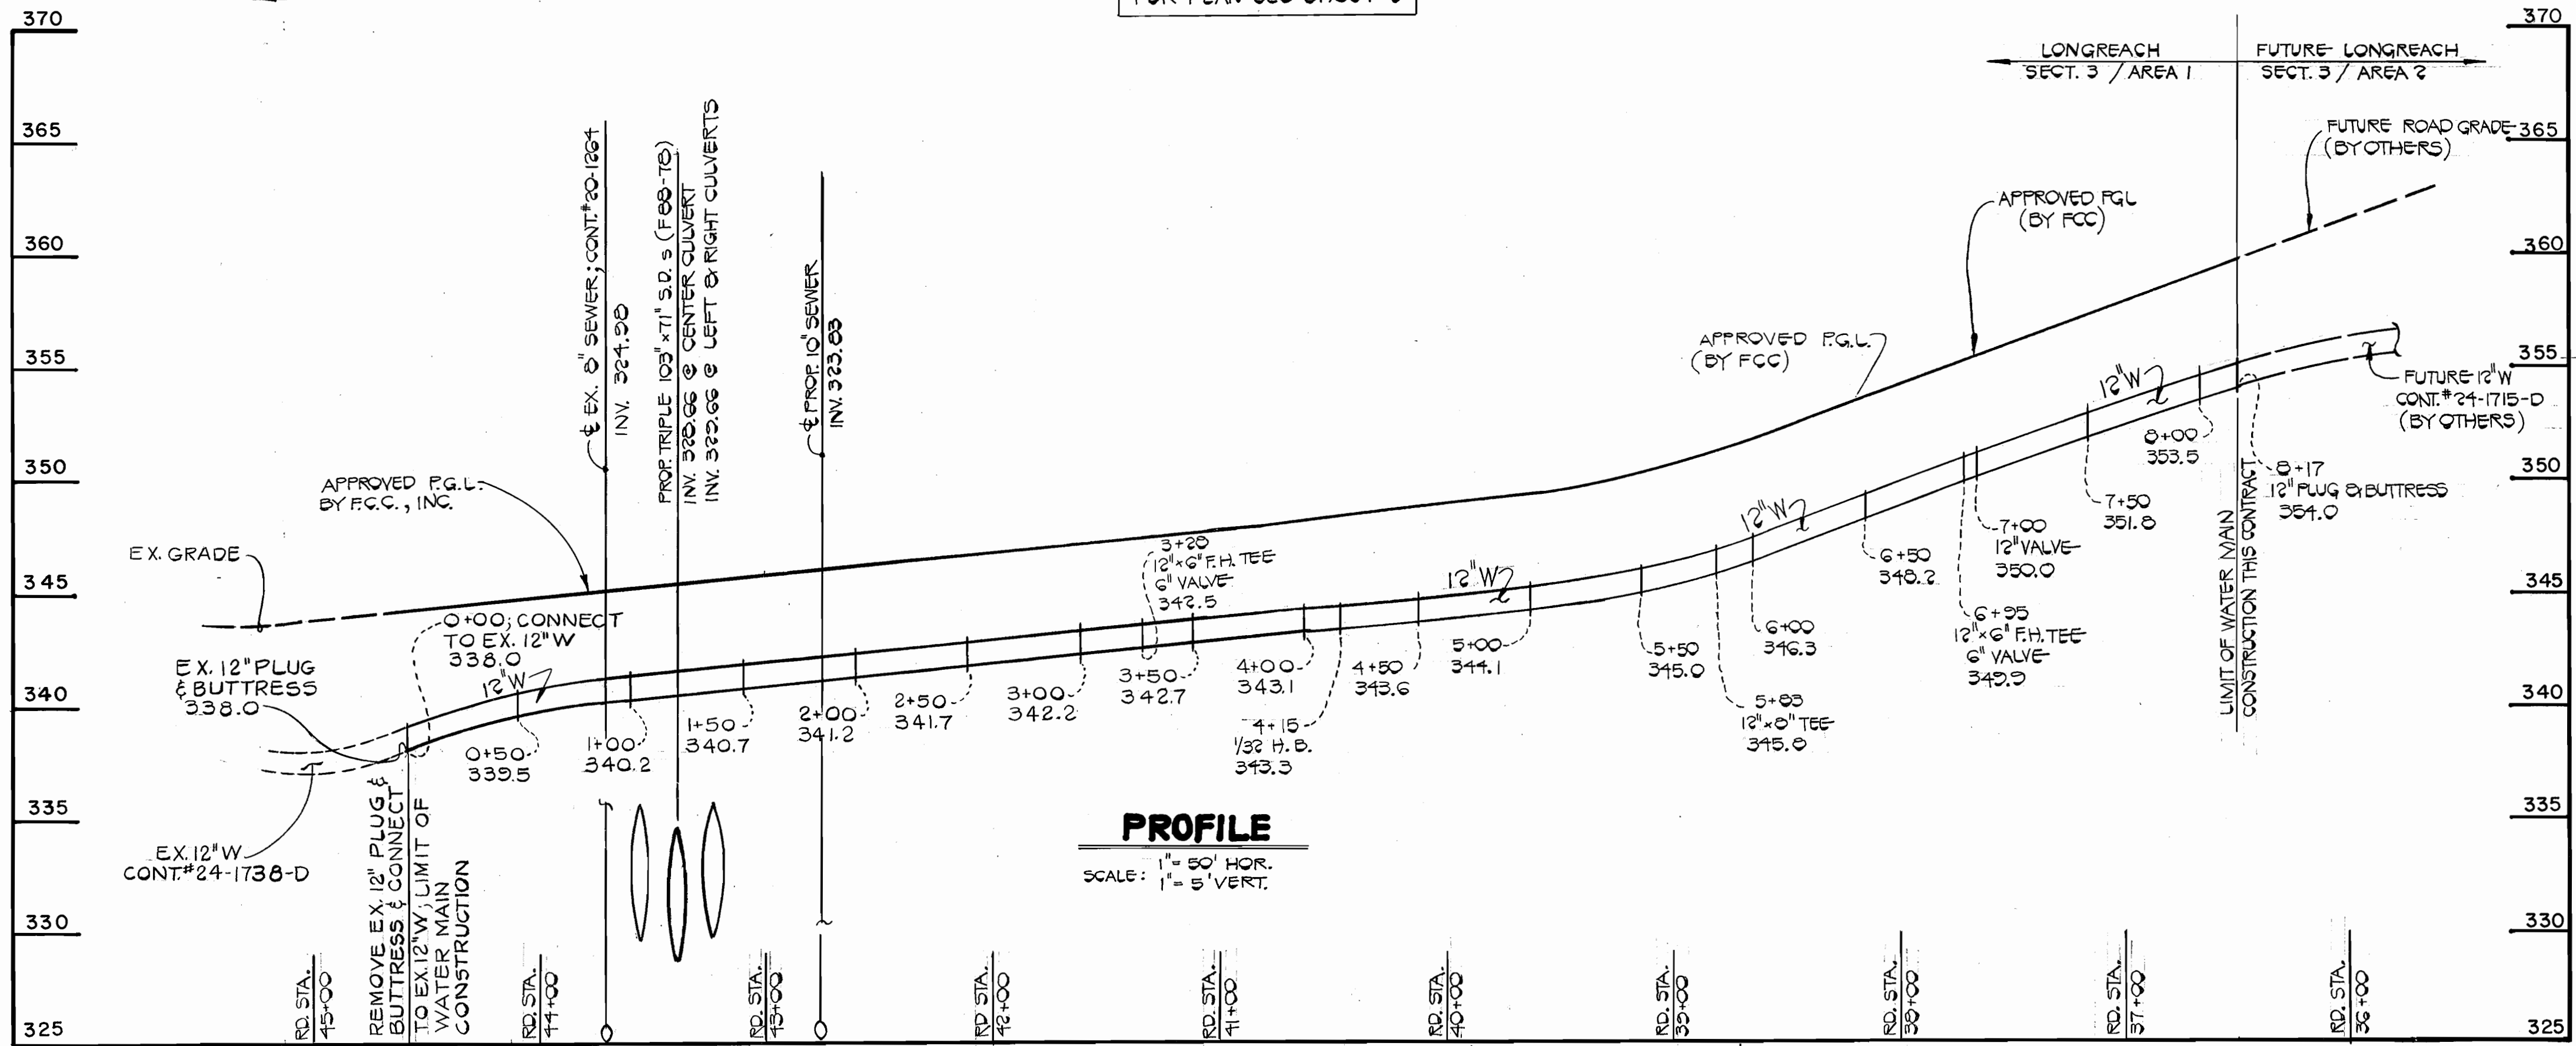 FOR PLAN SEE SHEET
370
365
360
355
350
345
340
335
330
325
370
365
360
355
350
345
340
335
330
325
LONGREACH
SECT. 3 / AREA 1
FUTURE LONGREACH
SECT. 3 / AREA 2
FUTURE ROAD GRADE
(BY OTHERS)
APPROVED PGL
(BY FCC)
APPROVED P.G.L.
(BY FCC)
APPROVED P.G.L.
BY F.C.C., INC.
EX. GRADE
℄ EX. 8" SEWER; CONT.#20-1264
INV. 324.98
PROP. TRIPLE 103" x 71" S.D.s (F88-78)
INV. 328.66 @ CENTER CULVERT
INV. 329.66 @ LEFT & RIGHT CULVERTS
℄ PROP. 10" SEWER
INV. 323.83
0+00; CONNECT
TO EX. 12" W
338.0
EX. 12" PLUG
& BUTTRESS
338.0
EX. 12" W
CONT.#24-1738-D
REMOVE EX. 12" PLUG &
BUTTRESS & CONNECT
TO EX. 12" W; LIMIT OF
WATER MAIN
CONSTRUCTION
12" W
0+50
339.5
1+00
340.2
1+50
340.7
2+00
341.2
2+50
341.7
3+00
342.2
3+28
12"x6" F.H. TEE
6" VALVE
342.5
3+50
342.7
4+00
343.1
4+15
1/32 H.B.
343.3
4+50
343.6
12" W
5+00
344.1
5+50
345.0
5+83
12"x8" TEE
345.8
6+00
346.3
12" W
6+50
348.2
6+95
12"x6" F.H. TEE
6" VALVE
349.9
7+00
12" VALVE
350.0
7+50
351.8
12" W
8+00
353.5
8+17
12" PLUG & BUTTRESS
354.0
FUTURE 12" W
CONT.#24-1715-D
(BY OTHERS)
LIMIT OF WATER MAIN
CONSTRUCTION THIS CONTRACT
PROFILE
SCALE: 1"= 50' HOR.
1"= 5' VERT.
RD. STA.
45+00
RD. STA.
44+00
RD. STA.
43+00
RD. STA.
42+00
RD. STA.
41+00
RD. STA.
40+00
RD. STA.
39+00
RD. STA.
38+00
RD. STA.
37+00
RD. STA.
36+00